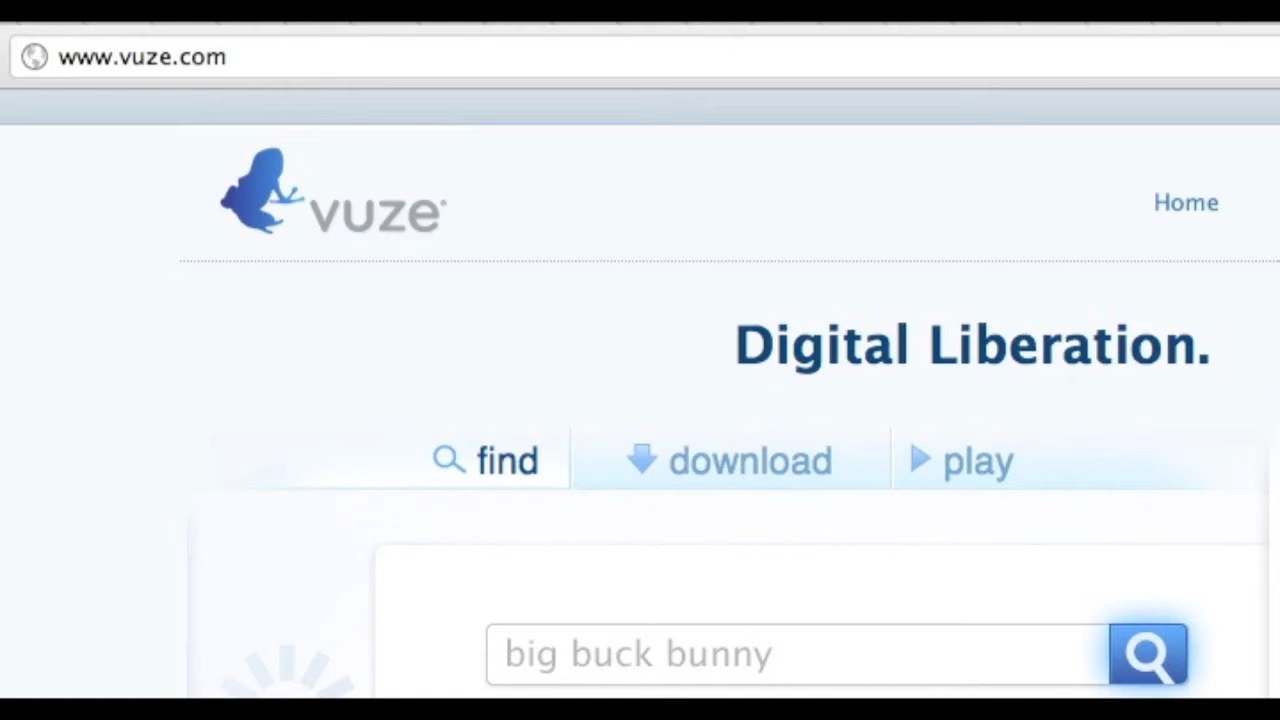 www.vuze.com
vuze
Home
Digital Liberation.
find download play
big buck bunny